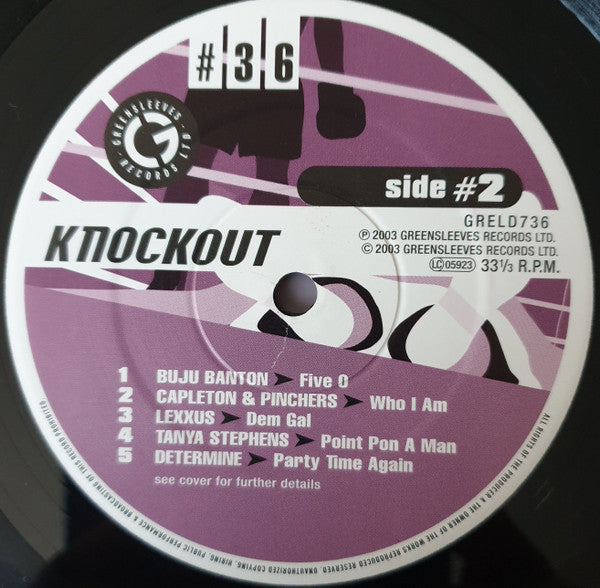 #36
GREENSLEEVES RECORDS LTD
side #2
GRELD736
KNOCKOUT
℗ 2003 GREENSLEEVES RECORDS LTD.
© 2003 GREENSLEEVES RECORDS LTD.
LC 05923 33⅓ R.P.M.
1 BUJU BANTON ➤ Five O
2 CAPLETON & PINCHERS ➤ Who I Am
3 LEXXUS ➤ Dem Gal
4 TANYA STEPHENS ➤ Point Pon A Man
5 DETERMINE ➤ Party Time Again
see cover for further details
ALL RIGHTS OF THE PRODUCER & THE OWNER OF THE WORKS REPRODUCED RESERVED. UNAUTHORIZED COPYING, HIRING, PUBLIC PERFORMANCE & BROADCASTING OF THIS RECORD PROHIBITED